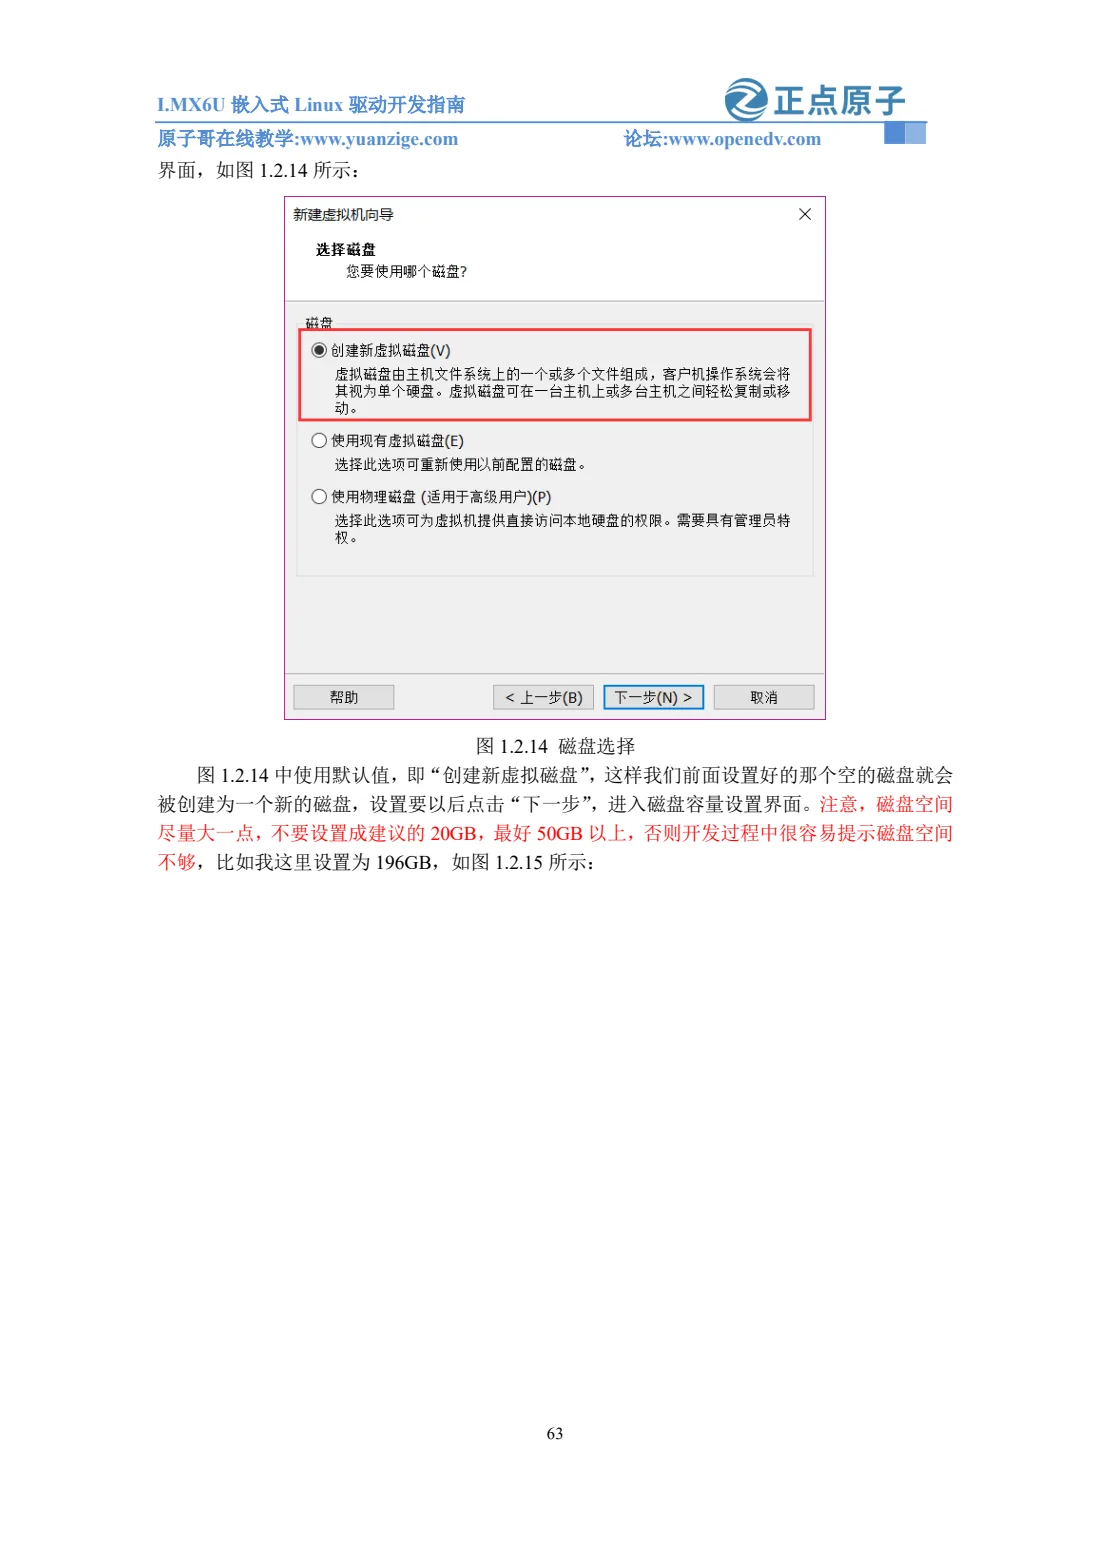 I.MX6U 嵌入式 Linux 驱动开发指南
正点原子
原子哥在线教学:www.yuanzige.com
论坛:www.openedv.com
界面，如图 1.2.14 所示：
新建虚拟机向导
选择磁盘
您要使用哪个磁盘?
磁盘
创建新虚拟磁盘(V)
虚拟磁盘由主机文件系统上的一个或多个文件组成，客户机操作系统会将
其视为单个硬盘。虚拟磁盘可在一台主机上或多台主机之间轻松复制或移
动。
使用现有虚拟磁盘(E)
选择此选项可重新使用以前配置的磁盘。
使用物理磁盘 (适用于高级用户)(P)
选择此选项可为虚拟机提供直接访问本地硬盘的权限。需要具有管理员特
权。
帮助
< 上一步(B)
下一步(N) >
取消
图 1.2.14 磁盘选择
图 1.2.14 中使用默认值，即“创建新虚拟磁盘”，这样我们前面设置好的那个空的磁盘就会
被创建为一个新的磁盘，设置要以后点击“下一步”，进入磁盘容量设置界面。注意，磁盘空间
尽量大一点，不要设置成建议的 20GB，最好 50GB 以上，否则开发过程中很容易提示磁盘空间
不够，比如我这里设置为 196GB，如图 1.2.15 所示：
63